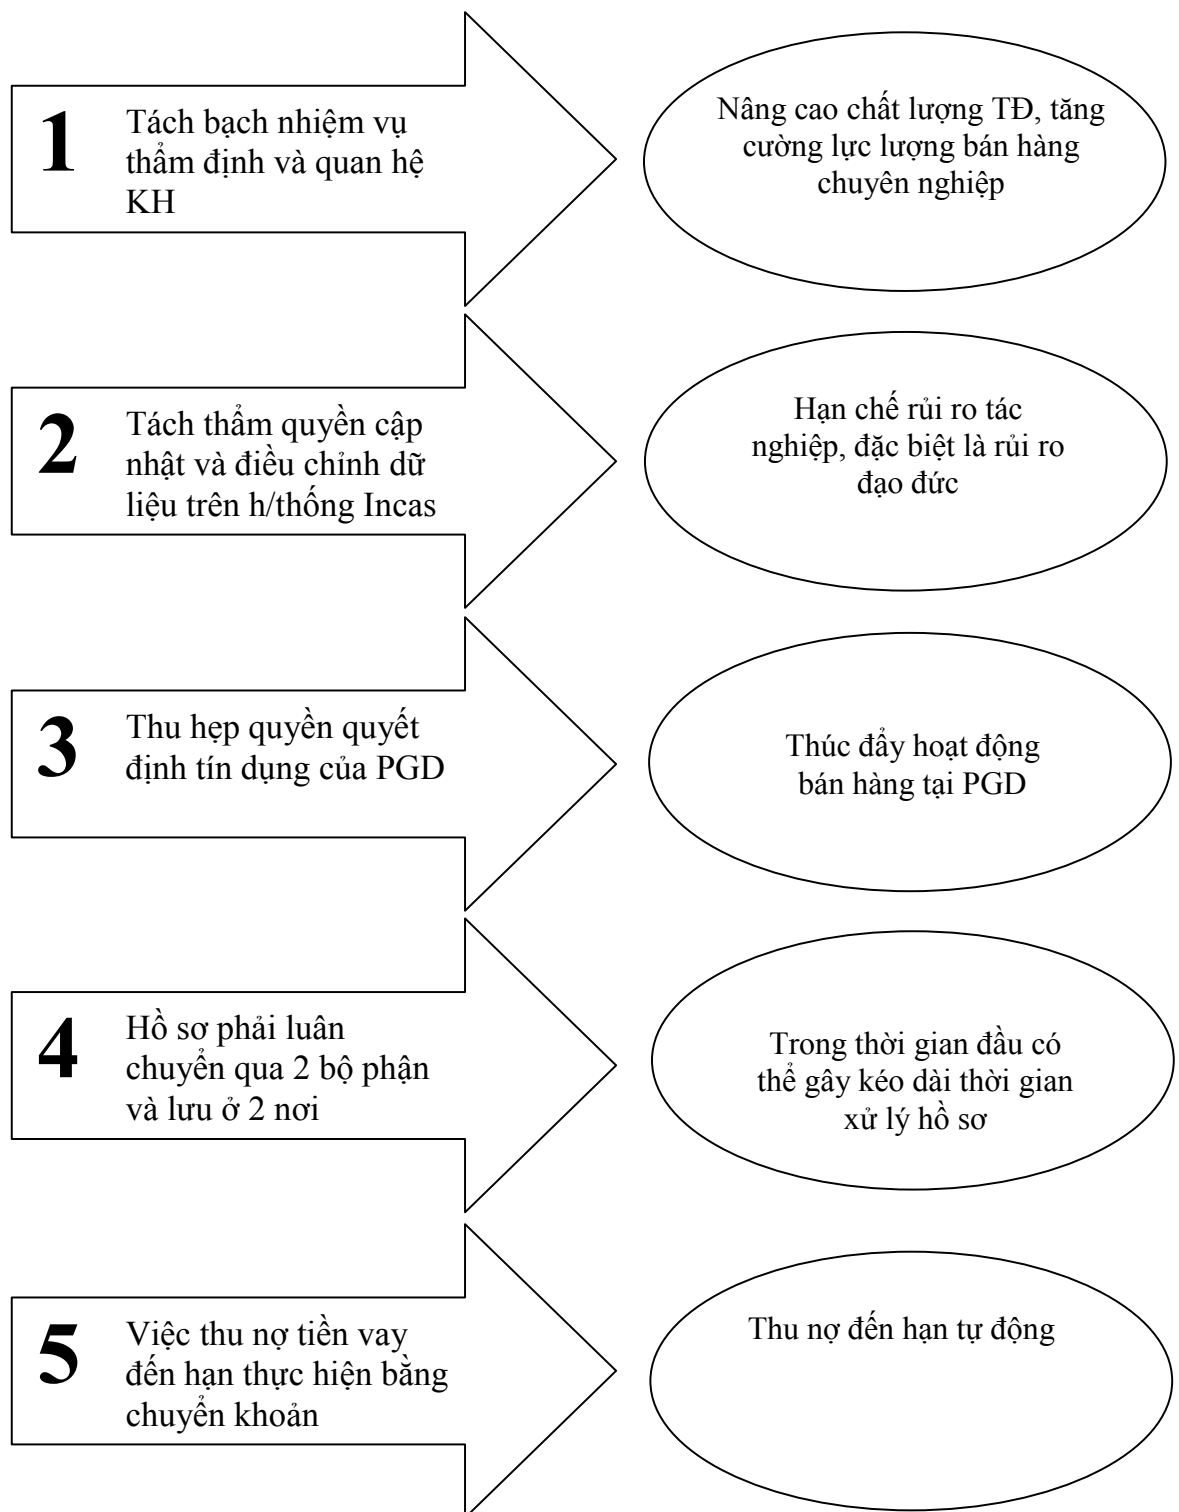 1
Tách bạch nhiệm vụ
thẩm định và quan hệ
KH
Nâng cao chất lượng TĐ, tăng
cường lực lượng bán hàng
chuyên nghiệp
2
Tách thẩm quyền cập
nhật và điều chỉnh dữ
liệu trên h/thống Incas
Hạn chế rủi ro tác
nghiệp, đặc biệt là rủi ro
đạo đức
3
Thu hẹp quyền quyết
định tín dụng của PGD
Thúc đẩy hoạt động
bán hàng tại PGD
4
Hồ sơ phải luân
chuyển qua 2 bộ phận
và lưu ở 2 nơi
Trong thời gian đầu có
thể gây kéo dài thời gian
xử lý hồ sơ
5
Việc thu nợ tiền vay
đến hạn thực hiện bằng
chuyển khoản
Thu nợ đến hạn tự động